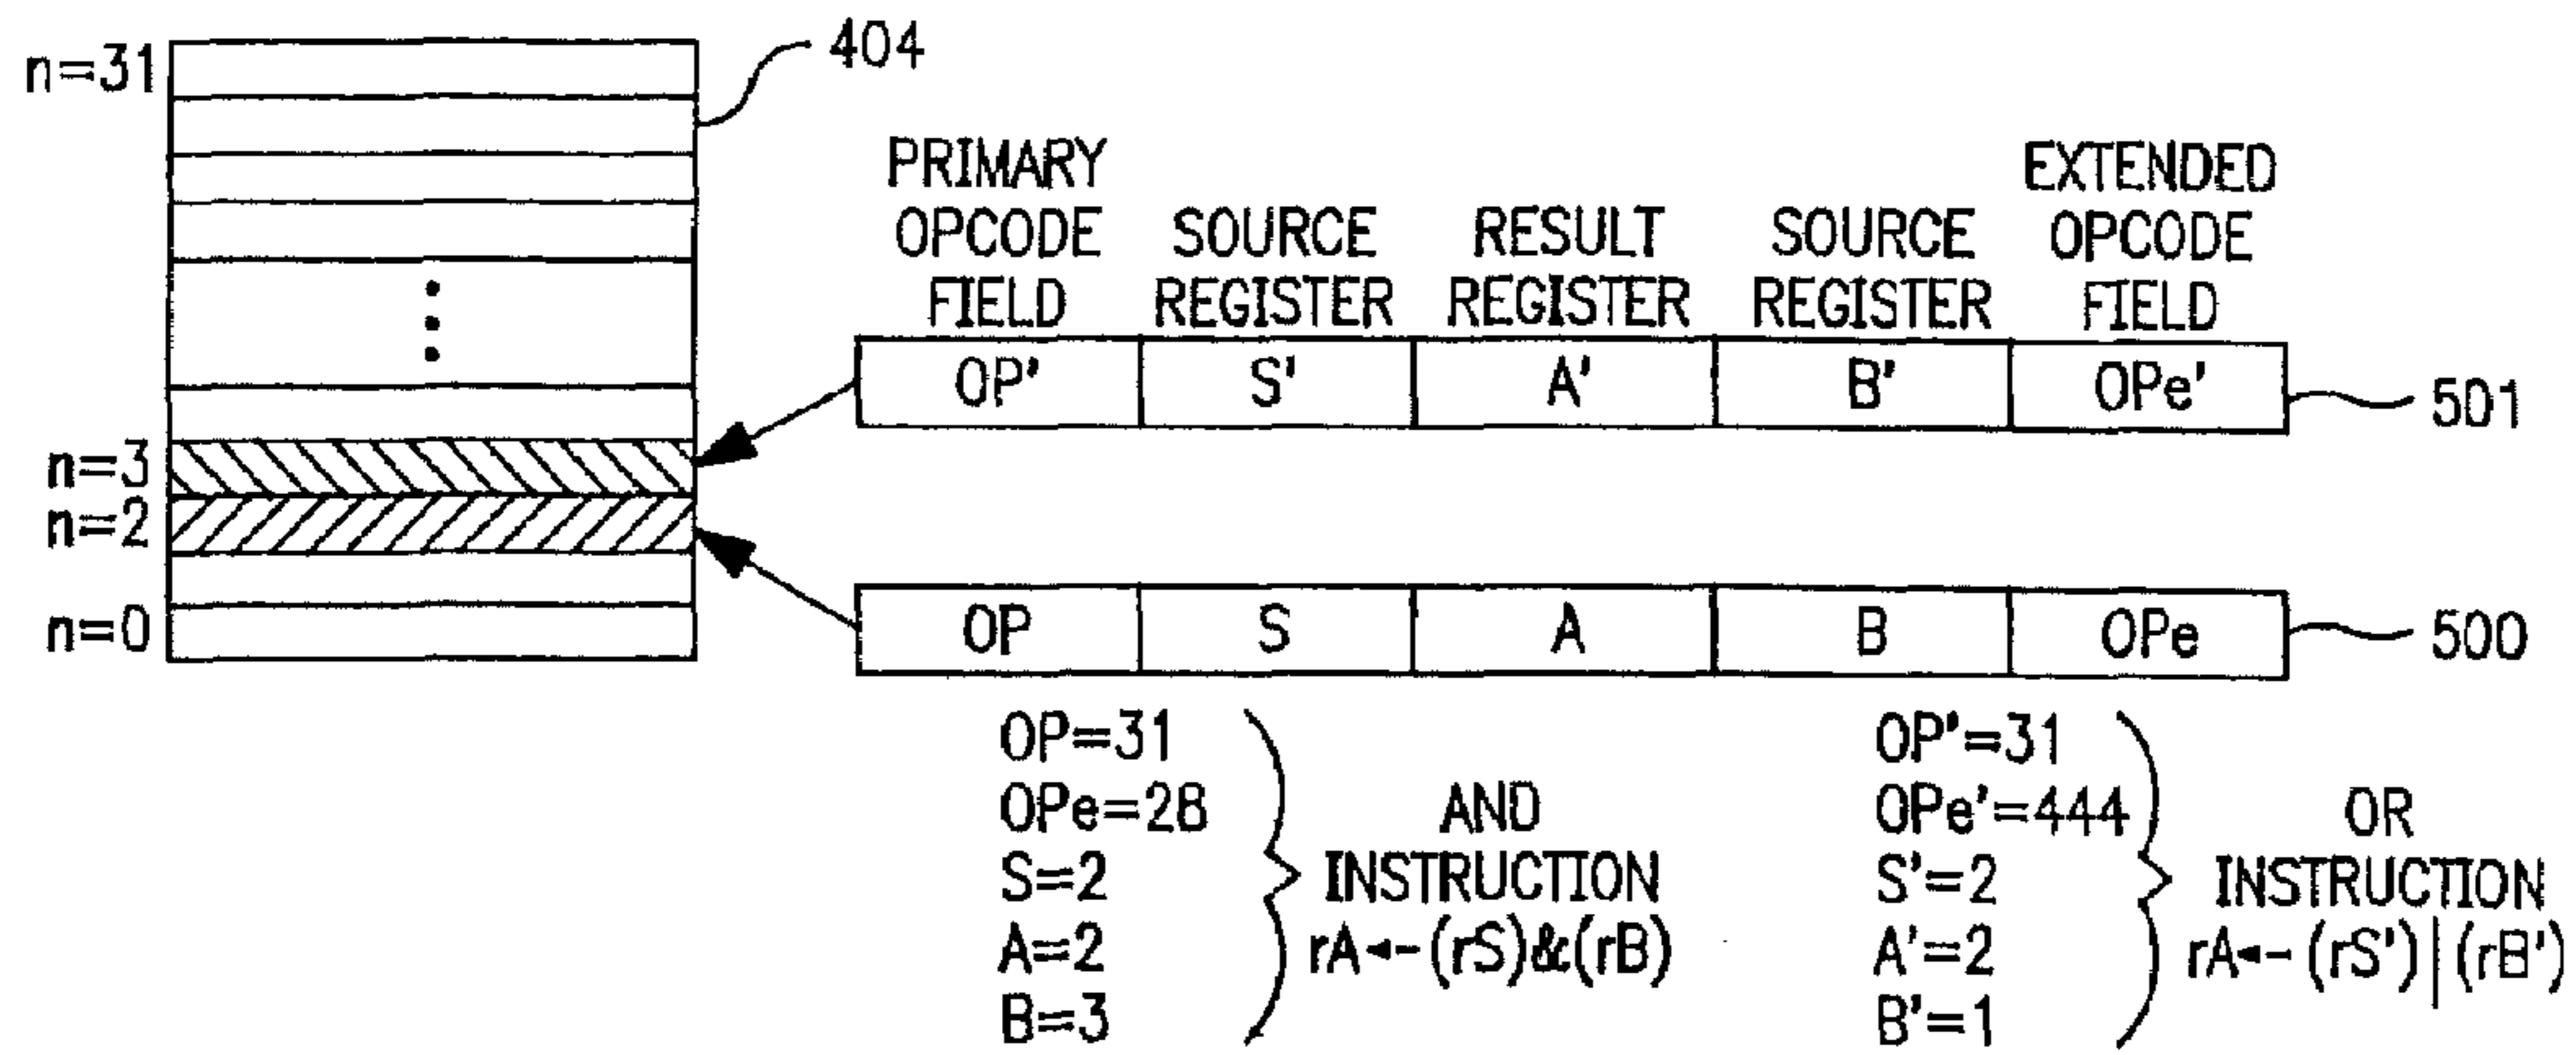 n=31
404
PRIMARY
OPCODE
FIELD
SOURCE
REGISTER
RESULT
REGISTER
SOURCE
REGISTER
EXTENDED
OPCODE
FIELD
OP' S' A' B' OPe'
501
n=3
n=2
n=0
OP S A B OPe
500
OP=31
OPe=28
S=2
A=2
B=3
AND
INSTRUCTION
rA←(rS)&(rB)
OP'=31
OPe'=444
S'=2
A'=2
B'=1
OR
INSTRUCTION
rA←(rS')|(rB')